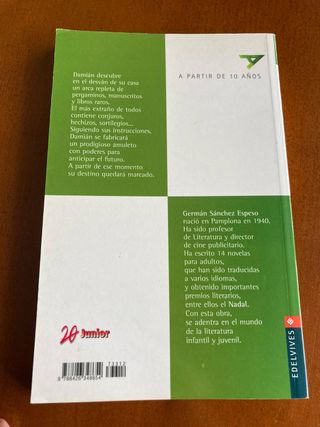 A PARTIR DE 10 AÑOS
Damián descubre
en el desván de su casa
un arca repleta de
pergaminos, manuscritos
y libros raros.
El más extraño de todos
contiene conjuros,
hechizos, sortilegios...
Siguiendo sus instrucciones,
Damián se fabricará
un prodigioso amuleto
con poderes para
anticipar el futuro.
A partir de ese momento
su destino quedará marcado.
Germán Sánchez Espeso
nació en Pamplona en 1940.
Ha sido profesor
de Literatura y director
de cine publicitario.
Ha escrito 14 novelas
para adultos,
que han sido traducidas
a varios idiomas,
y obtenido importantes
premios literarios,
entre ellos el Nadal.
Con esta obra,
se adentra en el mundo
de la literatura
infantil y juvenil.
20 Junior
73312
9 788426 348654
EDELVIVES